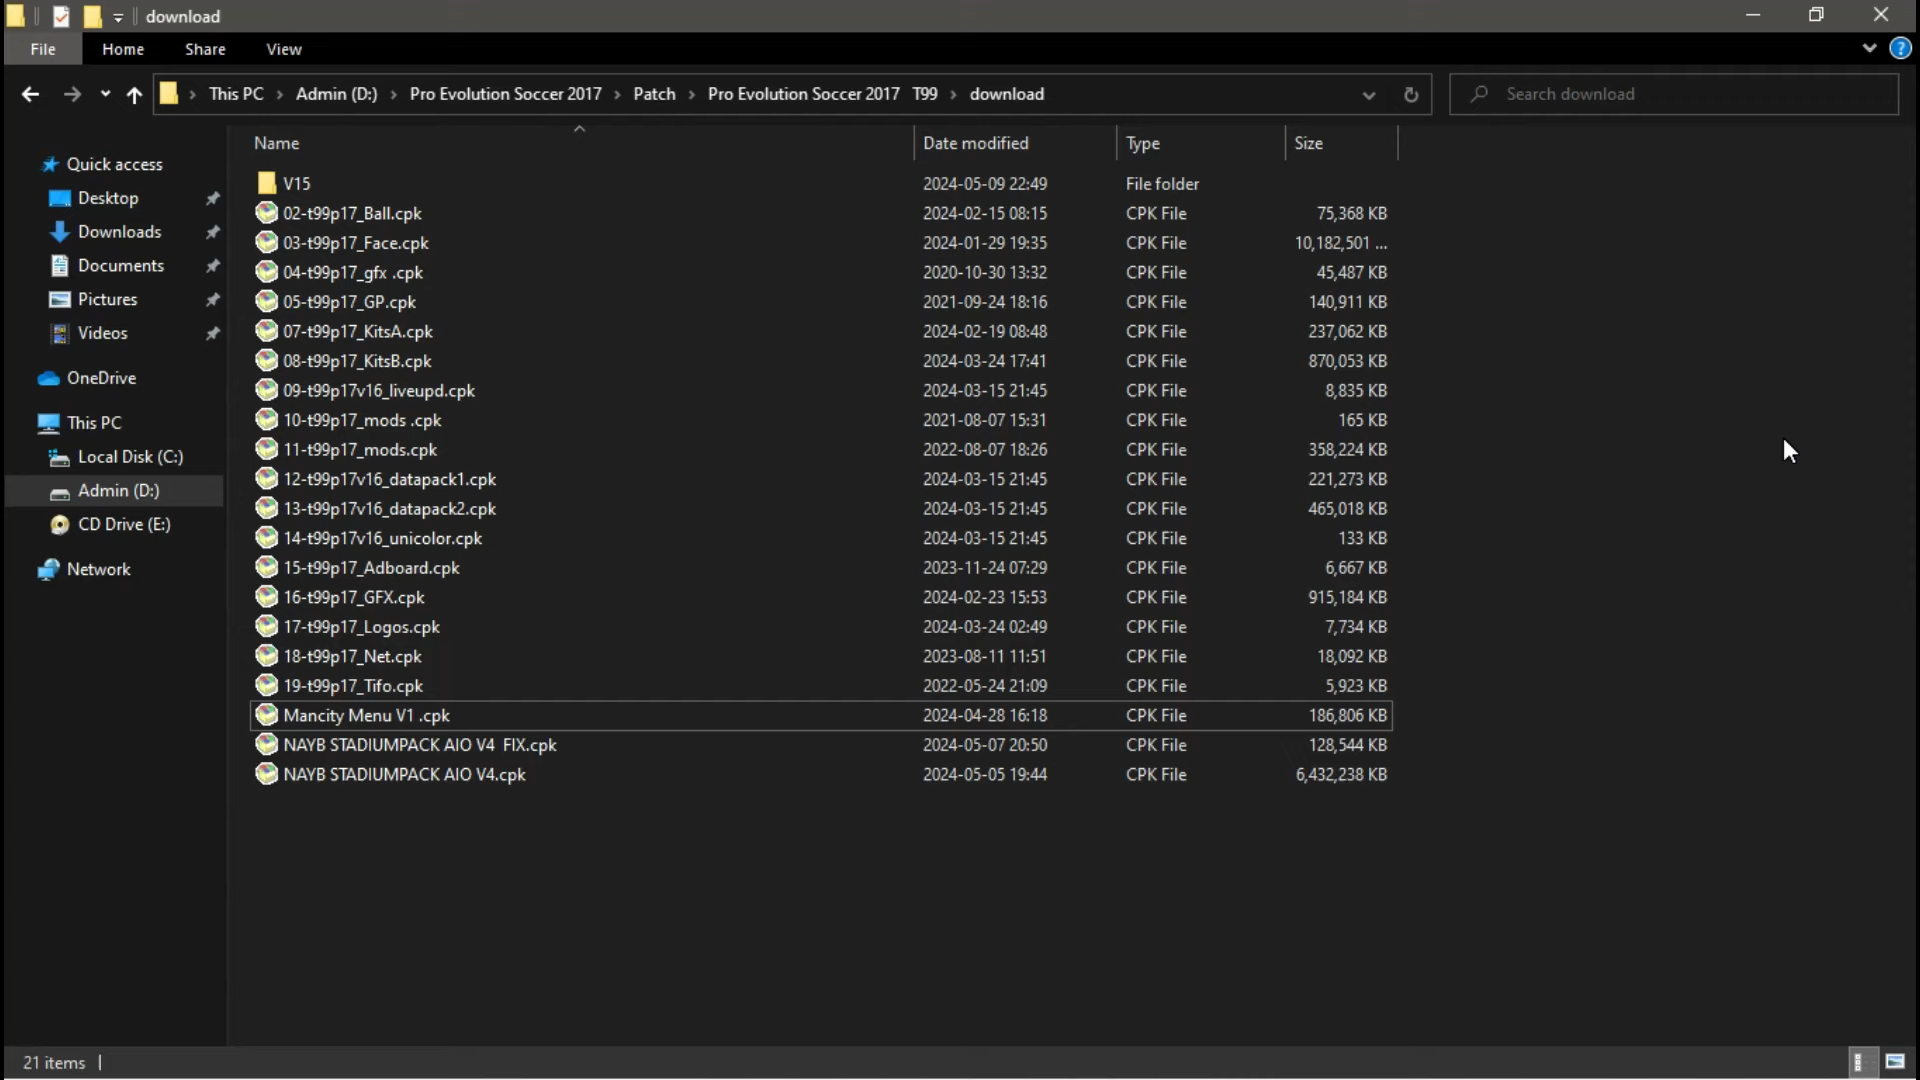 download
File Home Share View
This PC > Admin (D:) > Pro Evolution Soccer 2017 > Patch > Pro Evolution Soccer 2017 T99 > download
Search download
Name Date modified Type Size
Quick access
Desktop
Downloads
Documents
Pictures
Videos
OneDrive
This PC
Local Disk (C:)
Admin (D:)
CD Drive (E:)
Network
V15 2024-05-09 22:49 File folder
02-t99p17_Ball.cpk 2024-02-15 08:15 CPK File 75,368 KB
03-t99p17_Face.cpk 2024-01-29 19:35 CPK File 10,182,501 ...
04-t99p17_gfx .cpk 2020-10-30 13:32 CPK File 45,487 KB
05-t99p17_GP.cpk 2021-09-24 18:16 CPK File 140,911 KB
07-t99p17_KitsA.cpk 2024-02-19 08:48 CPK File 237,062 KB
08-t99p17_KitsB.cpk 2024-03-24 17:41 CPK File 870,053 KB
09-t99p17v16_liveupd.cpk 2024-03-15 21:45 CPK File 8,835 KB
10-t99p17_mods .cpk 2021-08-07 15:31 CPK File 165 KB
11-t99p17_mods.cpk 2022-08-07 18:26 CPK File 358,224 KB
12-t99p17v16_datapack1.cpk 2024-03-15 21:45 CPK File 221,273 KB
13-t99p17v16_datapack2.cpk 2024-03-15 21:45 CPK File 465,018 KB
14-t99p17v16_unicolor.cpk 2024-03-15 21:45 CPK File 133 KB
15-t99p17_Adboard.cpk 2023-11-24 07:29 CPK File 6,667 KB
16-t99p17_GFX.cpk 2024-02-23 15:53 CPK File 915,184 KB
17-t99p17_Logos.cpk 2024-03-24 02:49 CPK File 7,734 KB
18-t99p17_Net.cpk 2023-08-11 11:51 CPK File 18,092 KB
19-t99p17_Tifo.cpk 2022-05-24 21:09 CPK File 5,923 KB
Mancity Menu V1 .cpk 2024-04-28 16:18 CPK File 186,806 KB
NAYB STADIUMPACK AIO V4  FIX.cpk 2024-05-07 20:50 CPK File 128,544 KB
NAYB STADIUMPACK AIO V4.cpk 2024-05-05 19:44 CPK File 6,432,238 KB
21 items